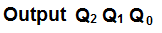 Output Q₂ Q₁ Q₀